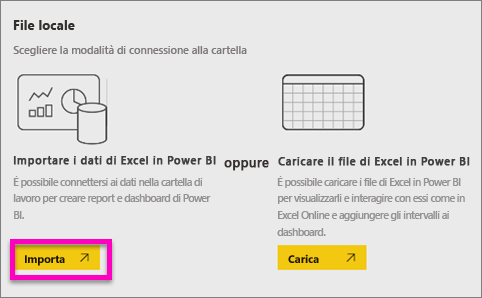 File locale
Scegliere la modalità di connessione alla cartella
Importare i dati di Excel in Power BI
oppure
Caricare il file di Excel in Power BI
È possibile connettersi ai dati nella cartella di
lavoro per creare report e dashboard di Power
BI.
È possibile caricare i file di Excel in Power BI
per visualizzarli e interagire con essi come in
Excel Online e aggiungere gli intervalli ai
dashboard.
Importa
Carica